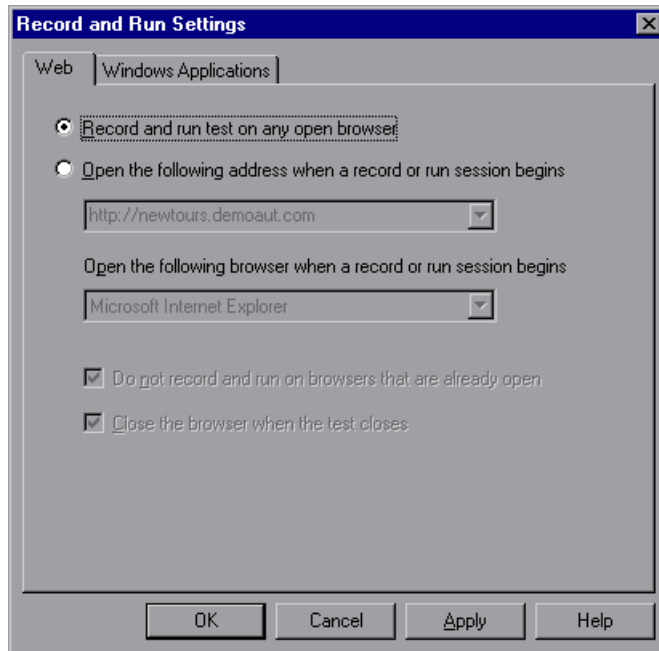 Record and Run Settings
Web
Windows Applications
Record and run test on any open browser
Open the following address when a record or run session begins
http://newtours.demoaut.com
Open the following browser when a record or run session begins
Microsoft Internet Explorer
Do not record and run on browsers that are already open
Close the browser when the test closes
OK
Cancel
Apply
Help